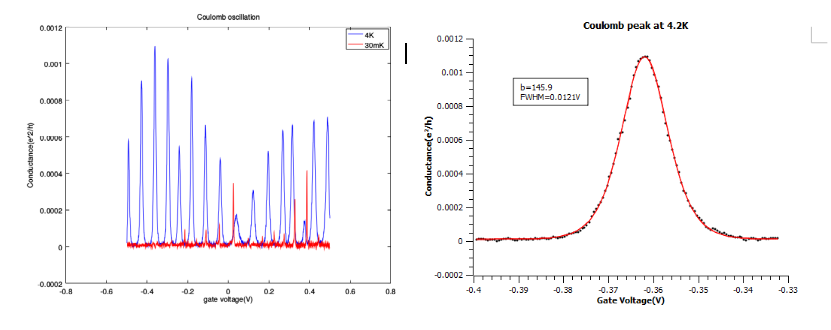 Coulomb oscillation
4K
30mK
0.0012
0.001
0.0008
0.0006
0.0004
0.0002
0
-0.0002
Conductance(e^2/h)
-0.8 -0.6 -0.4 -0.2 0 0.2 0.4 0.6 0.8
gate voltage(V)
Coulomb peak at 4.2K
b=145.9
FWHM=0.0121V
0.0012
0.001
0.0008
0.0006
0.0004
0.0002
0
-0.0002
Conductance(e²/h)
-0.4 -0.39 -0.38 -0.37 -0.36 -0.35 -0.34 -0.33
Gate Voltage(V)